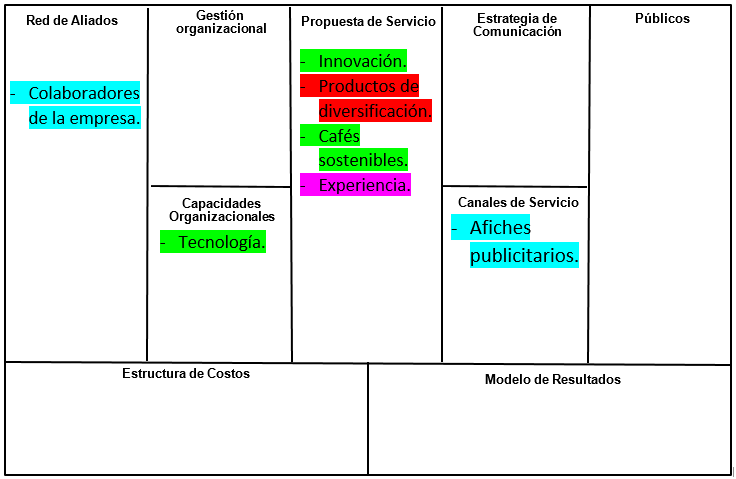 Red de Aliados
- Colaboradores
de la empresa.
Gestión
organizacional
Capacidades
Organizacionales
- Tecnología.
Propuesta de Servicio
- Innovación.
- Productos de
diversificación.
- Cafés
sostenibles.
- Experiencia.
Estrategia de
Comunicación
Canales de Servicio
- Afiches
publicitarios.
Públicos
Estructura de Costos
Modelo de Resultados